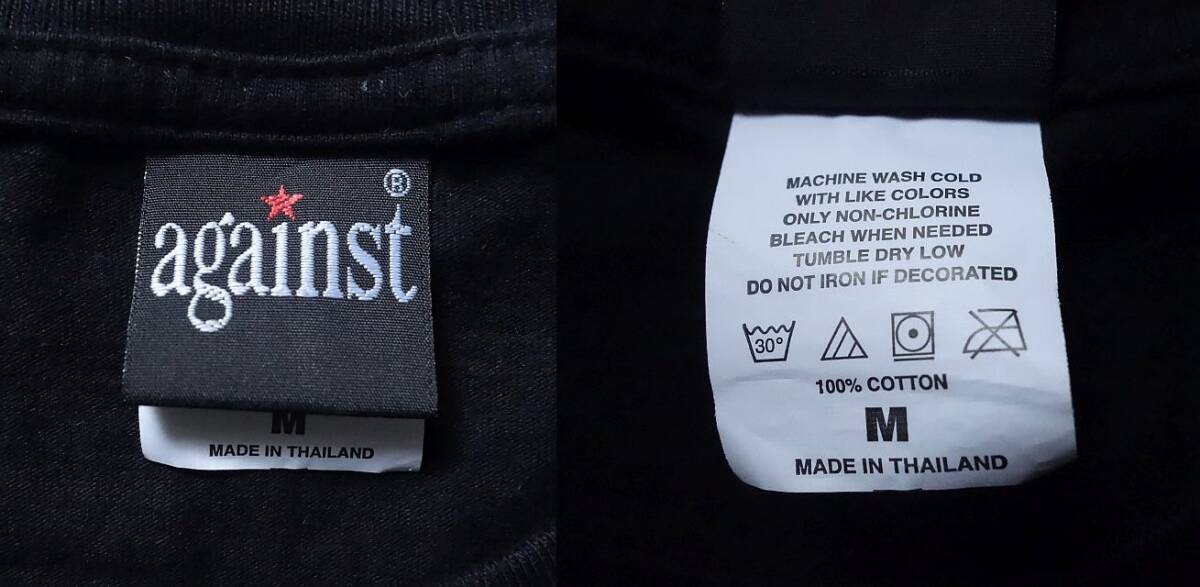 against ®
M
MADE IN THAILAND
MACHINE WASH COLD
WITH LIKE COLORS
ONLY NON-CHLORINE
BLEACH WHEN NEEDED
TUMBLE DRY LOW
DO NOT IRON IF DECORATED
30°
100% COTTON
M
MADE IN THAILAND